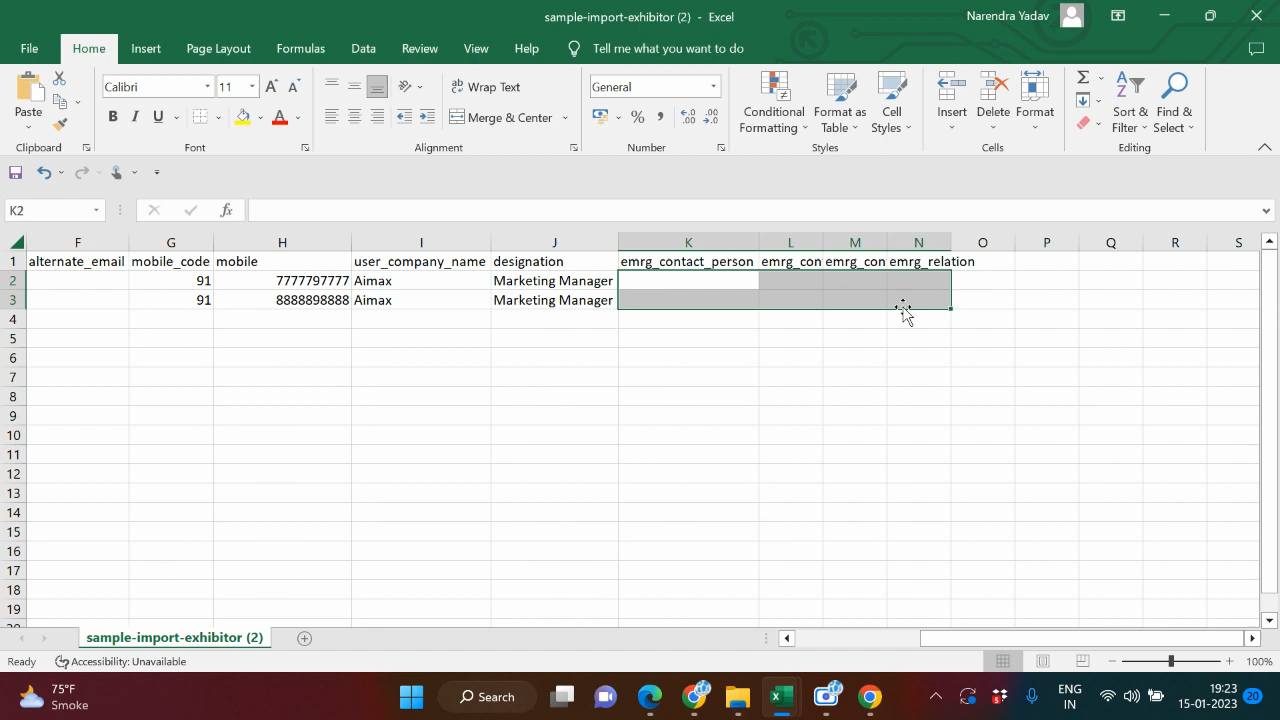 sample-import-exhibitor (2) - Excel
Narendra Yadav
File Home Insert Page Layout Formulas Data Review View Help Tell me what you want to do
Paste
Clipboard
Calibri 11
B I U
Font
Wrap Text
Merge & Center
Alignment
General
Number
Conditional Formatting
Format as Table
Cell Styles
Styles
Insert Delete Format
Cells
Sort & Filter
Find & Select
Editing
K2
fx
F G H I J K L M N O P Q R S
1 alternate_email mobile_code mobile user_company_name designation emrg_contact_person emrg_con emrg_con emrg_relation
2 91 7777797777 Aimax Marketing Manager
3 91 8888898888 Aimax Marketing Manager
4
5
6
7
8
9
10
11
12
13
14
15
16
17
18
19
sample-import-exhibitor (2)
Ready Accessibility: Unavailable 100%
75°F
Smoke
Search
ENG
IN
19:23
15-01-2023
20